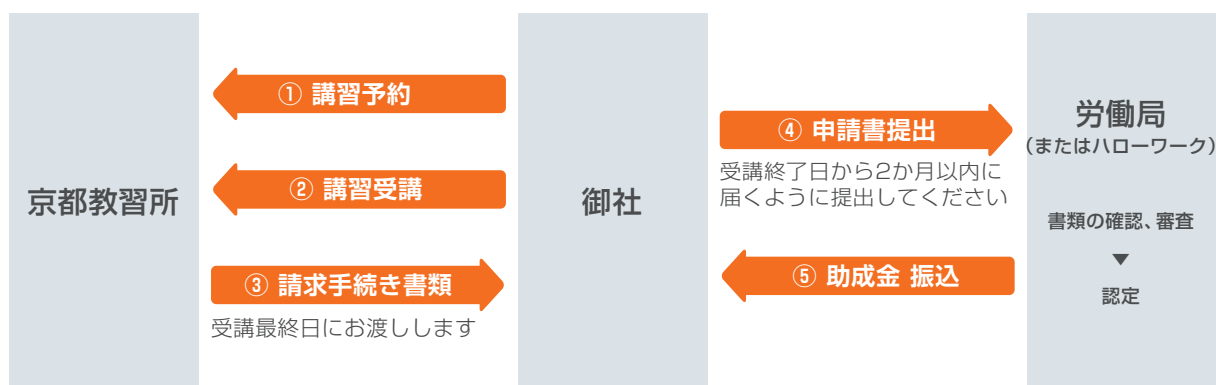 京都教習所
① 講習予約
② 講習受講
③ 請求手続き書類
受講最終日にお渡しします
御社
④ 申請書提出
受講終了日から2か月以内に
届くように提出してください
⑤ 助成金 振込
労働局
（またはハローワーク）
書類の確認、審査
▼
認定